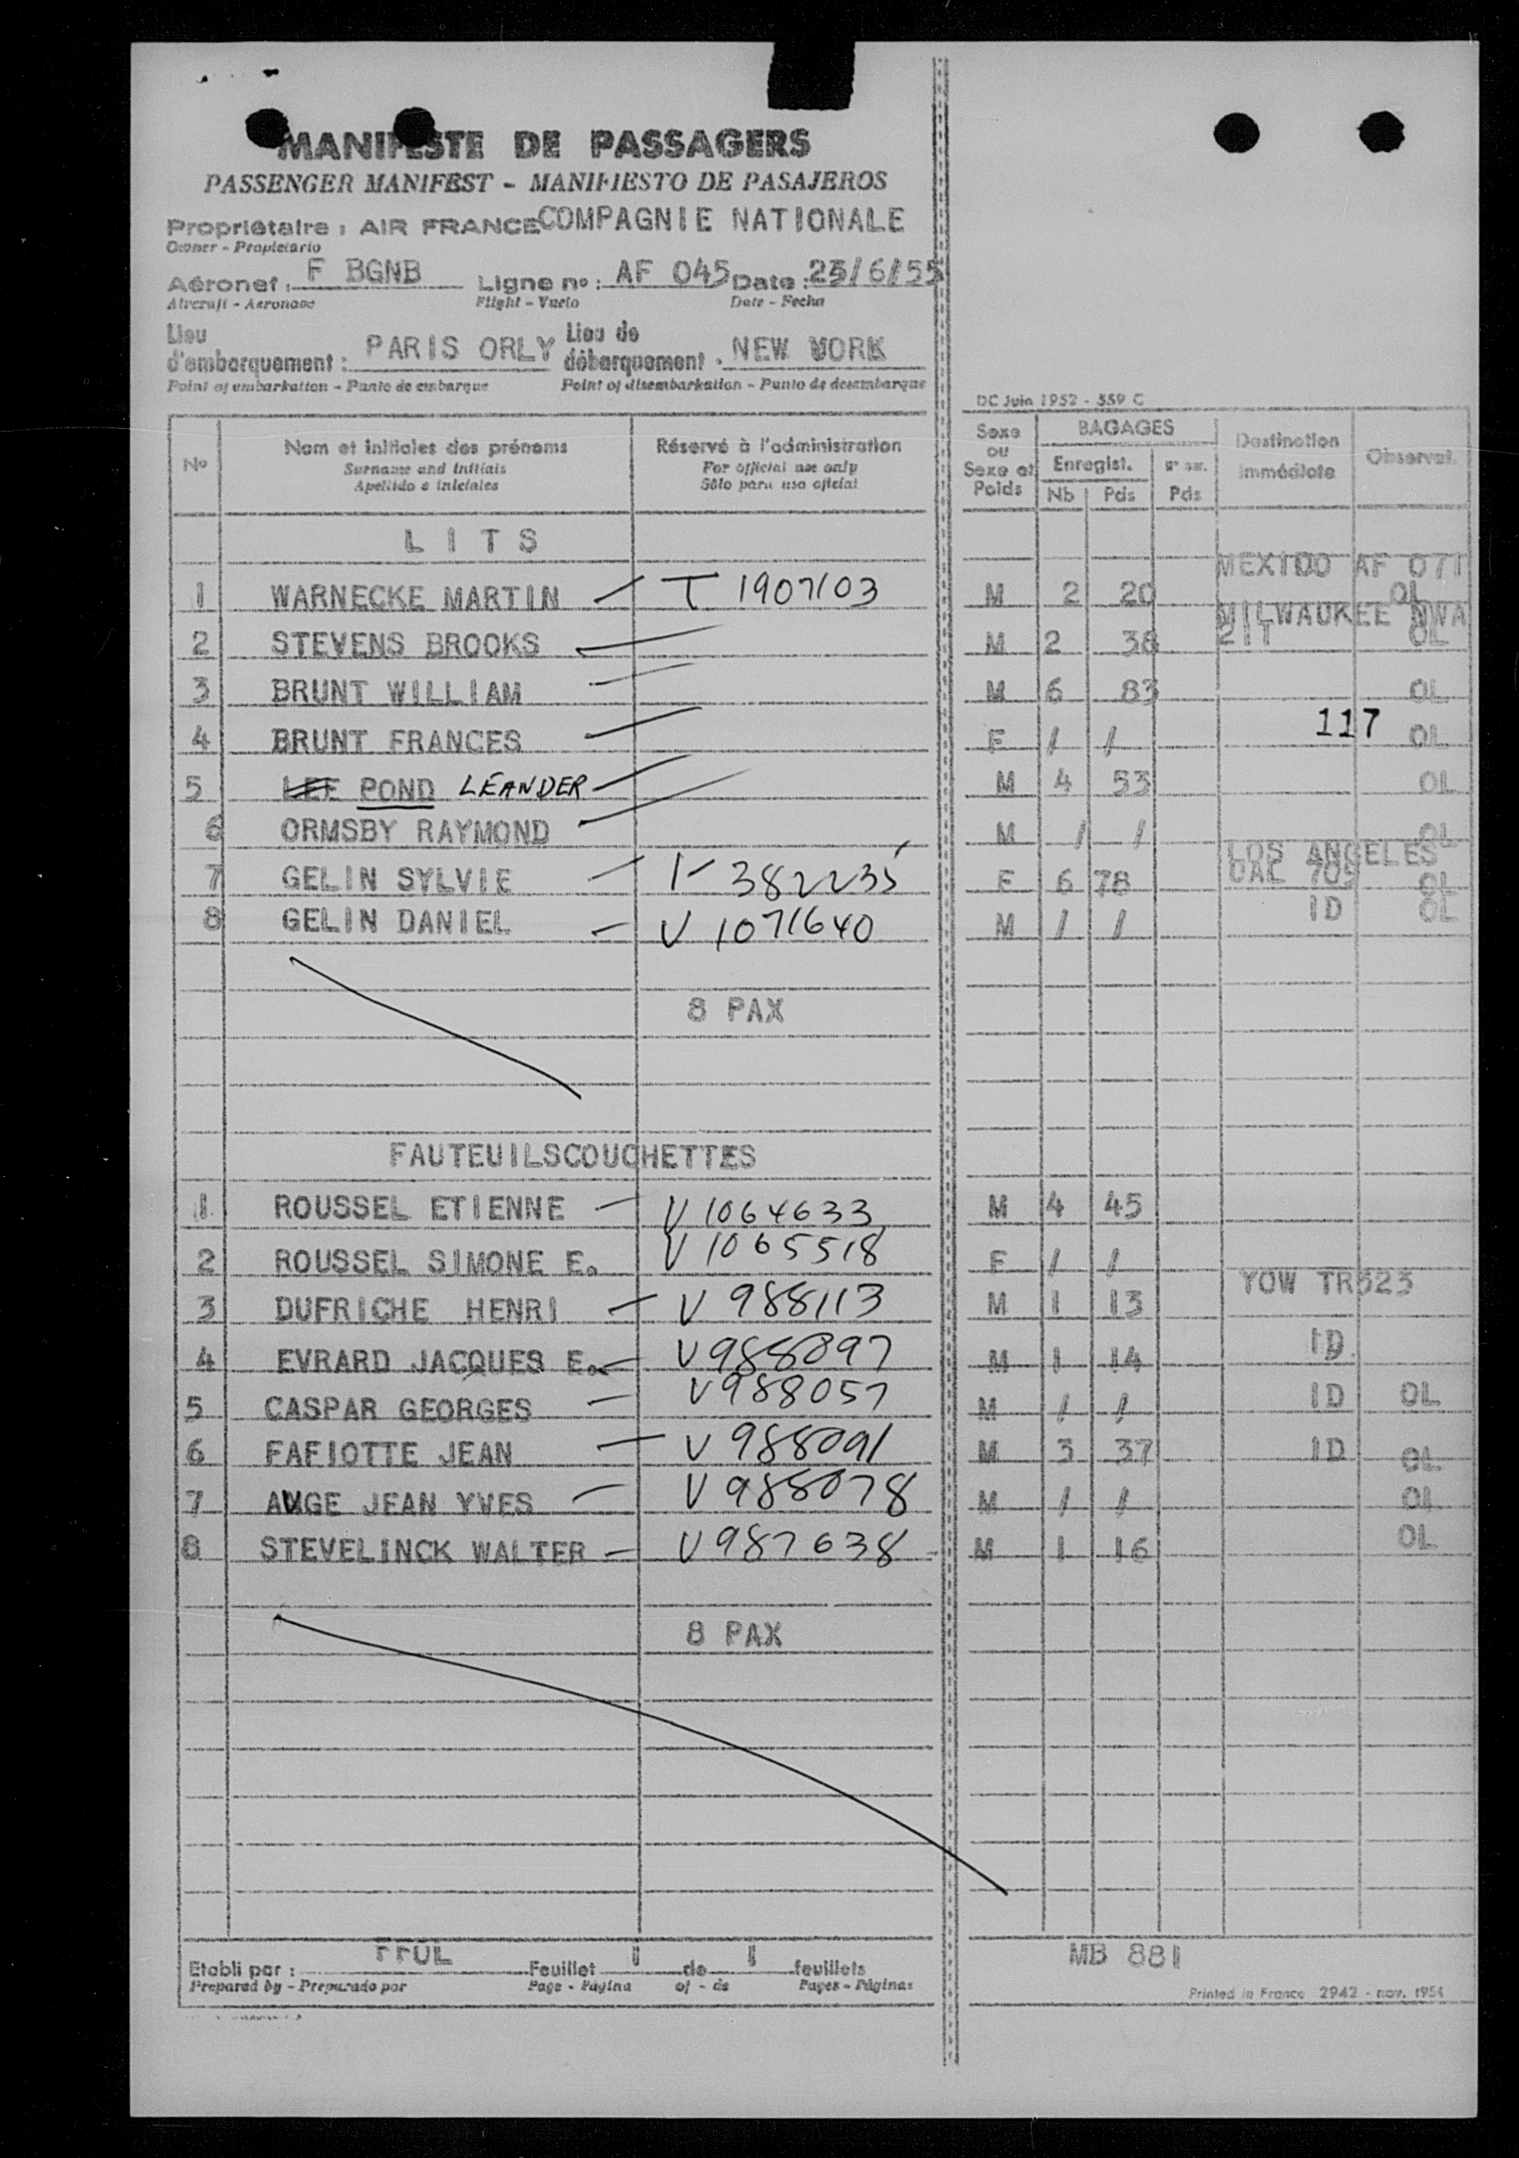 MANIFESTE DE PASSAGERS
PASSENGER MANIFEST - MANIFIESTO DE PASAJEROS
Propriétaire : AIR FRANCE COMPAGNIE NATIONALE
Owner - Propietario
Aéronef : F BGNB Ligne no : AF 045 Date : /6/55
Aircraft - Aeronave Flight - Vuelo Date - Fecha
Lieu d'embarquement : PARIS ORLY Lieu de débarquement : NEW YORK
Point of embarkation - Punto de embarque Point of disembarkation - Punto de desembarque
DC Juin 1952 - 559 C
No Nom et initiales des prénoms Réservé à l'administration Sexe ou Sexe et Poids BAGAGES Destination immédiate Observat.
Surname and initials For official use only Enregist.
Apellido e iniciales Sólo para uso oficial Nb Pds Pds
LITS
MEXICO AF 071
1 WARNECKE MARTIN T 1907103 M 2 20 OL
MILWAUKEE NWA
2 STEVENS BROOKS M 2 38 211 OL
3 BRUNT WILLIAM M 6 83 OL
4 BRUNT FRANCES F / / 117 OL
5 LEE POND LEANDER M 4 53 OL
6 ORMSBY RAYMOND M / / OL
LOS ANGELES
7 GELIN SYLVIE V 382235 F 6 78 UAL 709 OL
8 GELIN DANIEL V 1071640 M / / ID OL
8 PAX
FAUTEUILSCOUCHETTES
1 ROUSSEL ETIENNE V 1064633 M 4 45
2 ROUSSEL SIMONE E. V 1065518 F / /
YOW TR523
3 DUFRICHE HENRI V 988113 M 1 13
4 EVRARD JACQUES E. V 988097 M 1 14 ID
5 CASPAR GEORGES V 988057 M / / ID OL
6 FAFIOTTE JEAN V 988091 M 3 37 ID OL
7 AUGE JEAN YVES V 988078 M / / OL
8 STEVELINCK WALTER V 987638 M 1 16 OL
8 PAX
Etabli par : Feuillet 1 de 1 feuillets MB 881
Prepared by - Preparado por Page - Página of - de Pages - Páginas
Printed in France 2942 - nov. 1954